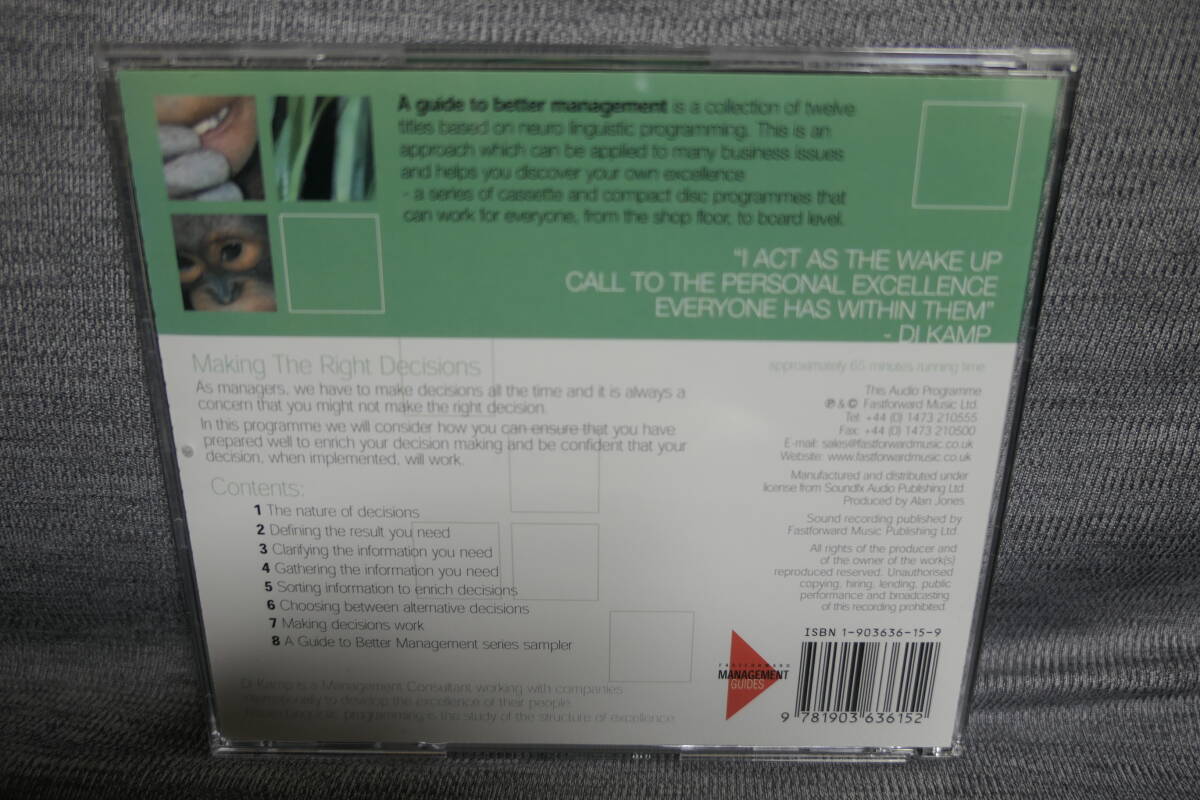 A guide to better management is a collection of twelve
titles based on neuro linguistic programming. This is an
approach which can be applied to many business issues
and helps you discover your own excellence
- a series of cassette and compact disc programmes that
can work for everyone, from the shop floor, to board level.
"I ACT AS THE WAKE UP
CALL TO THE PERSONAL EXCELLENCE
EVERYONE HAS WITHIN THEM"
- DI KAMP
Making The Right Decisions
As managers, we have to make decisions all the time and it is always a
concern that you might not make the right decision.
In this programme we will consider how you can ensure that you have
prepared well to enrich your decision making and be confident that your
decision, when implemented, will work.
Contents:
1 The nature of decisions
2 Defining the result you need
3 Clarifying the information you need
4 Gathering the information you need
5 Sorting information to enrich decisions
6 Choosing between alternative decisions
7 Making decisions work
8 A Guide to Better Management series sampler
Di Kamp is a Management Consultant working with companies
internationally to develop the excellence of their people.
Neuro Linguistic programming is the study of the structure of excellence
approximately 65 minutes running time
This Audio Programme
℗ & © Fastforward Music Ltd.
Tel: +44 (0) 1473 210555
Fax: +44 (0) 1473 210500
E-mail: sales@fastforwardmusic.co.uk
Website: www.fastforwardmusic.co.uk
Manufactured and distributed under
license from Soundfx Audio Publishing Ltd.
Produced by Alan Jones
Sound recording published by
Fastforward Music Publishing Ltd.
All rights of the producer and
of the owner of the work(s)
reproduced reserved. Unauthorised
copying, hiring, lending, public
performance and broadcasting
of this recording prohibited.
FASTFORWARD
MANAGEMENT
GUIDES
ISBN 1-903636-15-9
9 781903 636152